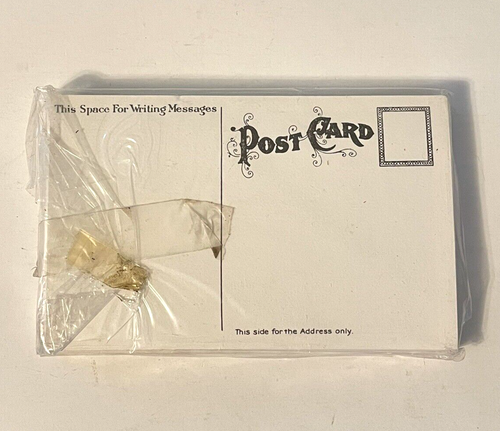 This Space For Writing Messages
POST CARD
This side for the Address only.